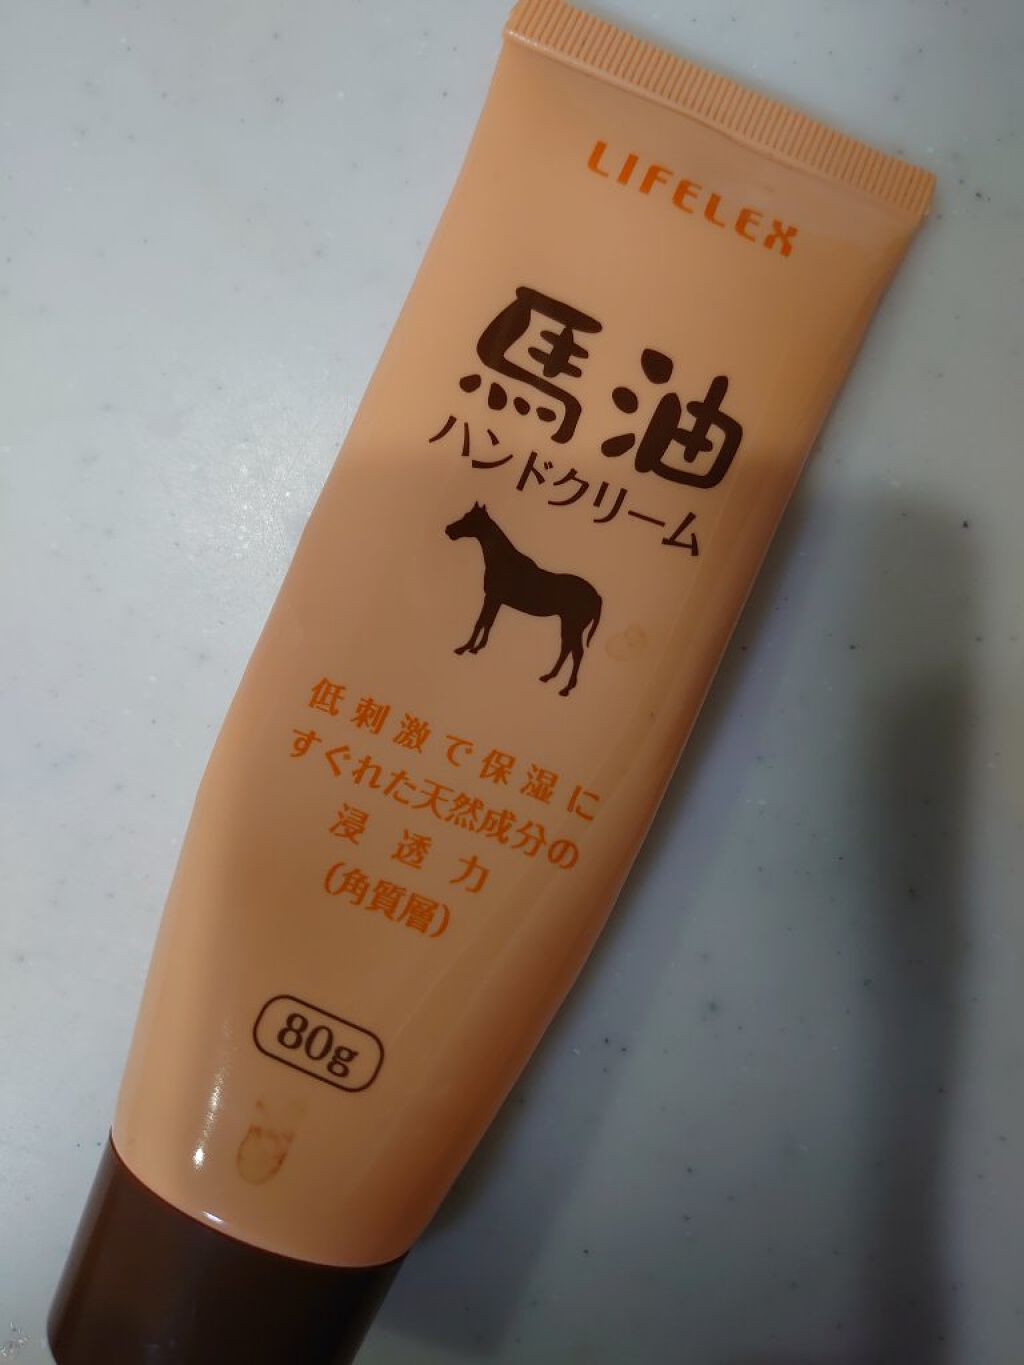 LIFELEX
馬油
ハンドクリーム
低刺激で保湿に
すぐれた天然成分の
浸透力
(角質層)
80g